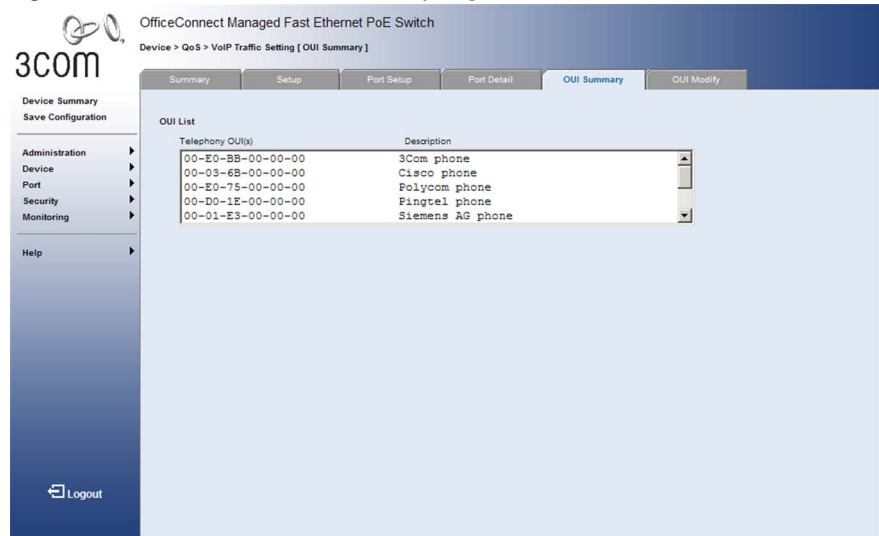 OfficeConnect Managed Fast Ethernet PoE Switch
Device > QoS > VoIP Traffic Setting [ OUI Summary ]
3COM
Summary Setup Port Setup Port Detail OUI Summary OUI Modify
Device Summary
Save Configuration
Administration
Device
Port
Security
Monitoring
Help
Logout
OUI List
Telephony OUI(s) Description
00-E0-BB-00-00-00 3Com phone
00-03-6B-00-00-00 Cisco phone
00-E0-75-00-00-00 Polycom phone
00-D0-1E-00-00-00 Pingtel phone
00-01-E3-00-00-00 Siemens AG phone